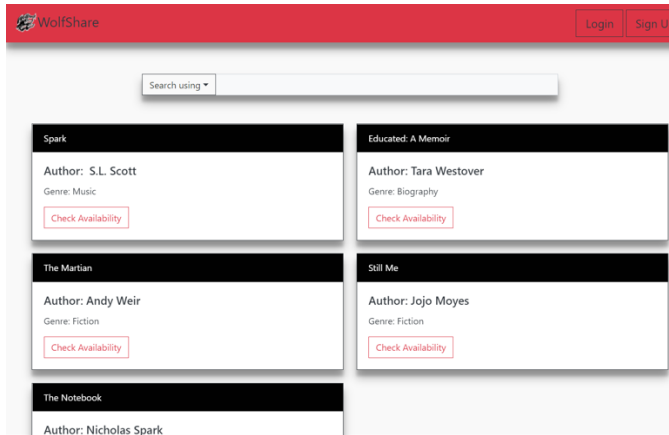 WolfShare
Login
Sign U
Search using
Spark
Author: S.L. Scott
Genre: Music
Check Availability
Educated: A Memoir
Author: Tara Westover
Genre: Biography
Check Availability
The Martian
Author: Andy Weir
Genre: Fiction
Check Availability
Still Me
Author: Jojo Moyes
Genre: Fiction
Check Availability
The Notebook
Author: Nicholas Spark